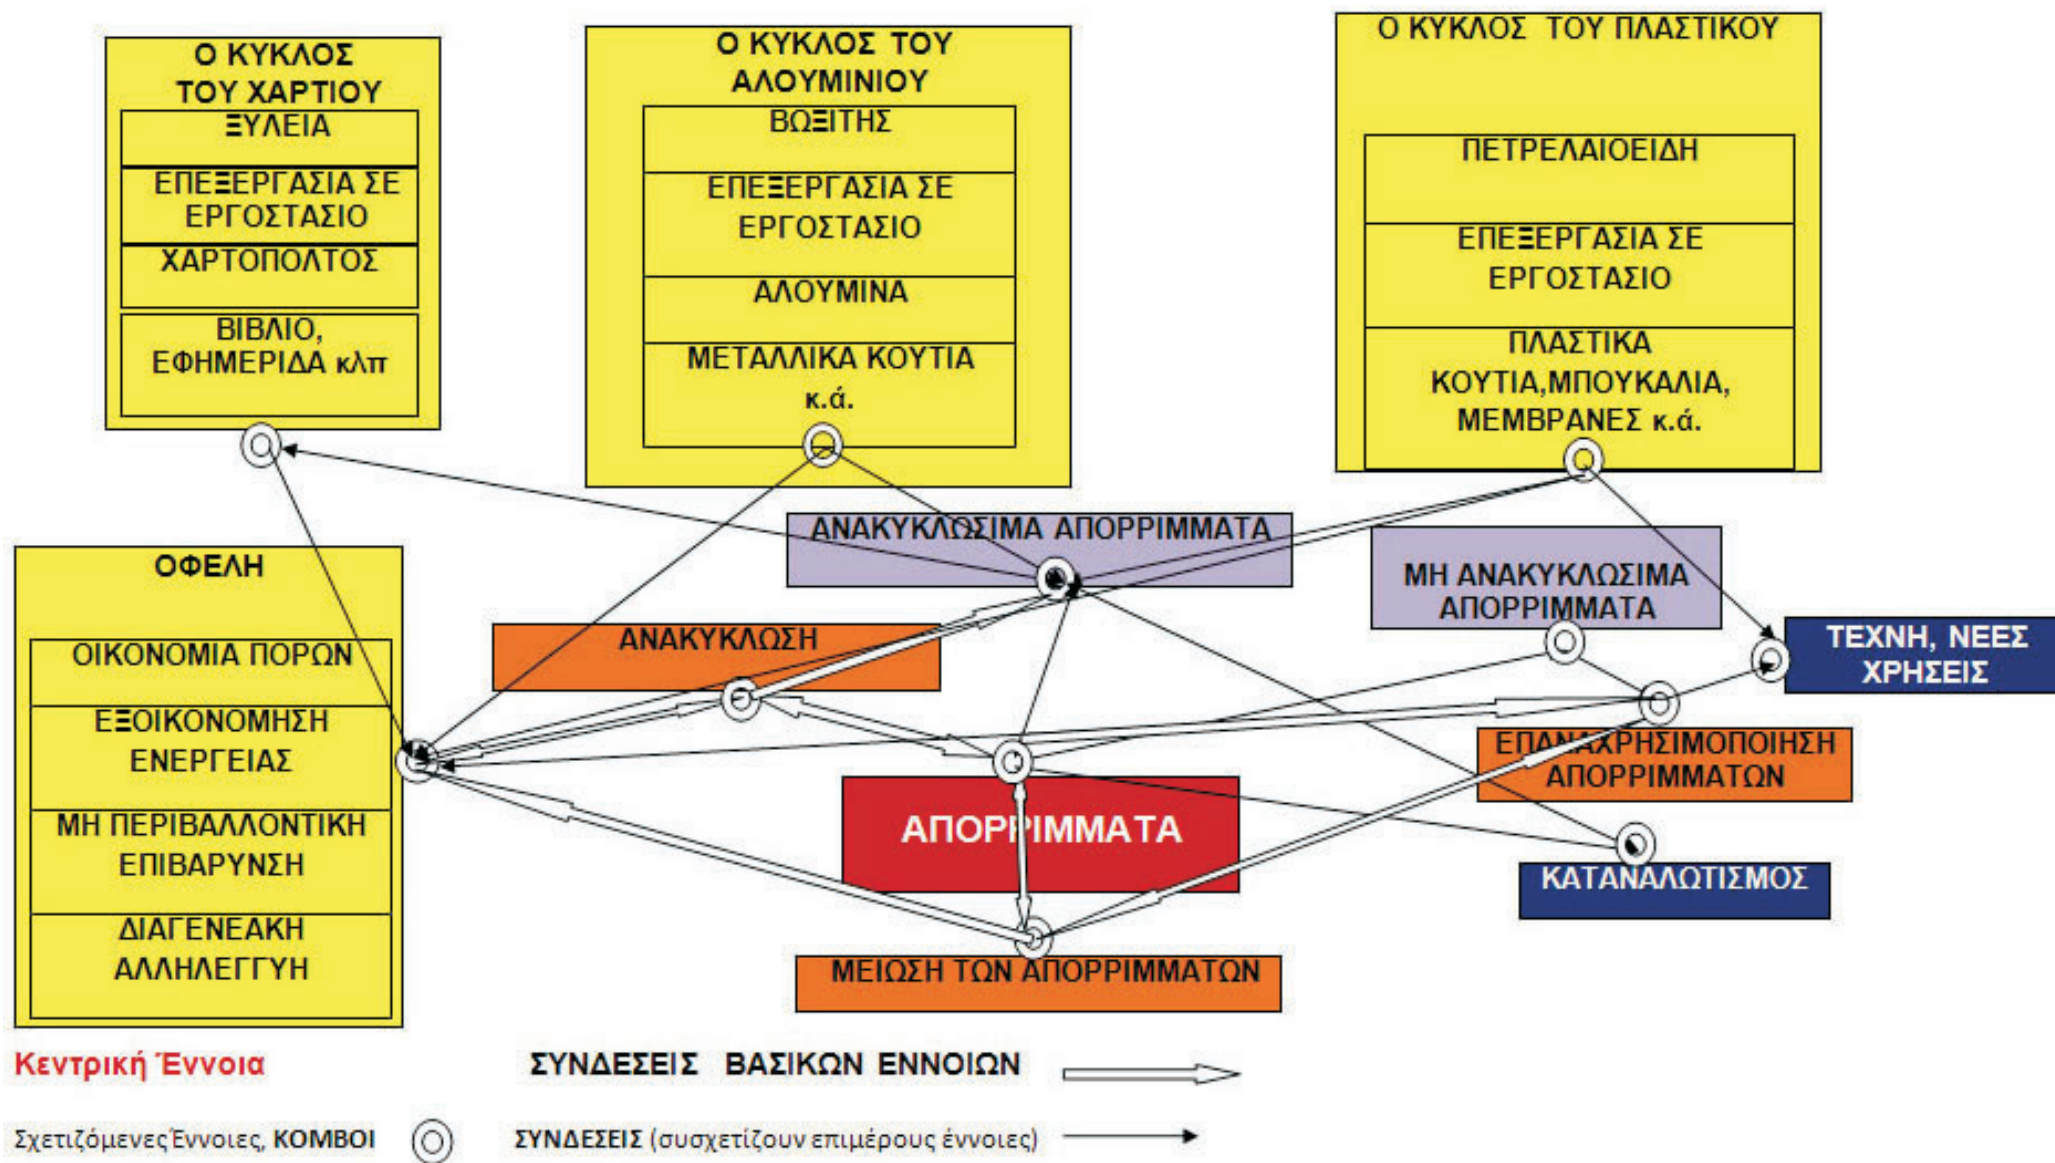 Ο ΚΥΚΛΟΣ
ΤΟΥ ΧΑΡΤΙΟΥ
ΞΥΛΕΙΑ
ΕΠΕΞΕΡΓΑΣΙΑ ΣΕ
ΕΡΓΟΣΤΑΣΙΟ
ΧΑΡΤΟΠΟΛΤΟΣ
ΒΙΒΛΙΟ,
ΕΦΗΜΕΡΙΔΑ κλπ
Ο ΚΥΚΛΟΣ ΤΟΥ
ΑΛΟΥΜΙΝΙΟΥ
ΒΩΞΙΤΗΣ
ΕΠΕΞΕΡΓΑΣΙΑ ΣΕ
ΕΡΓΟΣΤΑΣΙΟ
ΑΛΟΥΜΙΝΑ
ΜΕΤΑΛΛΙΚΑ ΚΟΥΤΙΑ
κ.ά.
Ο ΚΥΚΛΟΣ ΤΟΥ ΠΛΑΣΤΙΚΟΥ
ΠΕΤΡΕΛΑΙΟΕΙΔΗ
ΕΠΕΞΕΡΓΑΣΙΑ ΣΕ
ΕΡΓΟΣΤΑΣΙΟ
ΠΛΑΣΤΙΚΑ
ΚΟΥΤΙΑ,ΜΠΟΥΚΑΛΙΑ,
ΜΕΜΒΡΑΝΕΣ κ.ά.
ΑΝΑΚΥΚΛΩΣΙΜΑ ΑΠΟΡΡΙΜΜΑΤΑ
ΜΗ ΑΝΑΚΥΚΛΩΣΙΜΑ
ΑΠΟΡΡΙΜΜΑΤΑ
ΟΦΕΛΗ
ΟΙΚΟΝΟΜΙΑ ΠΟΡΩΝ
ΕΞΟΙΚΟΝΟΜΗΣΗ
ΕΝΕΡΓΕΙΑΣ
ΜΗ ΠΕΡΙΒΑΛΛΟΝΤΙΚΗ
ΕΠΙΒΑΡΥΝΣΗ
ΔΙΑΓΕΝΕΑΚΗ
ΑΛΛΗΛΕΓΓΥΗ
ΑΝΑΚΥΚΛΩΣΗ
ΤΕΧΝΗ, ΝΕΕΣ
ΧΡΗΣΕΙΣ
ΕΠΑΝΑΧΡΗΣΙΜΟΠΟΙΗΣΗ
ΑΠΟΡΡΙΜΜΑΤΩΝ
ΑΠΟΡΡΙΜΜΑΤΑ
ΚΑΤΑΝΑΛΩΤΙΣΜΟΣ
ΜΕΙΩΣΗ ΤΩΝ ΑΠΟΡΡΙΜΜΑΤΩΝ
Κεντρική Έννοια
ΣΥΝΔΕΣΕΙΣ ΒΑΣΙΚΩΝ ΕΝΝΟΙΩΝ
Σχετιζόμενες Έννοιες, ΚΟΜΒΟΙ
ΣΥΝΔΕΣΕΙΣ (συσχετίζουν επιμέρους έννοιες)